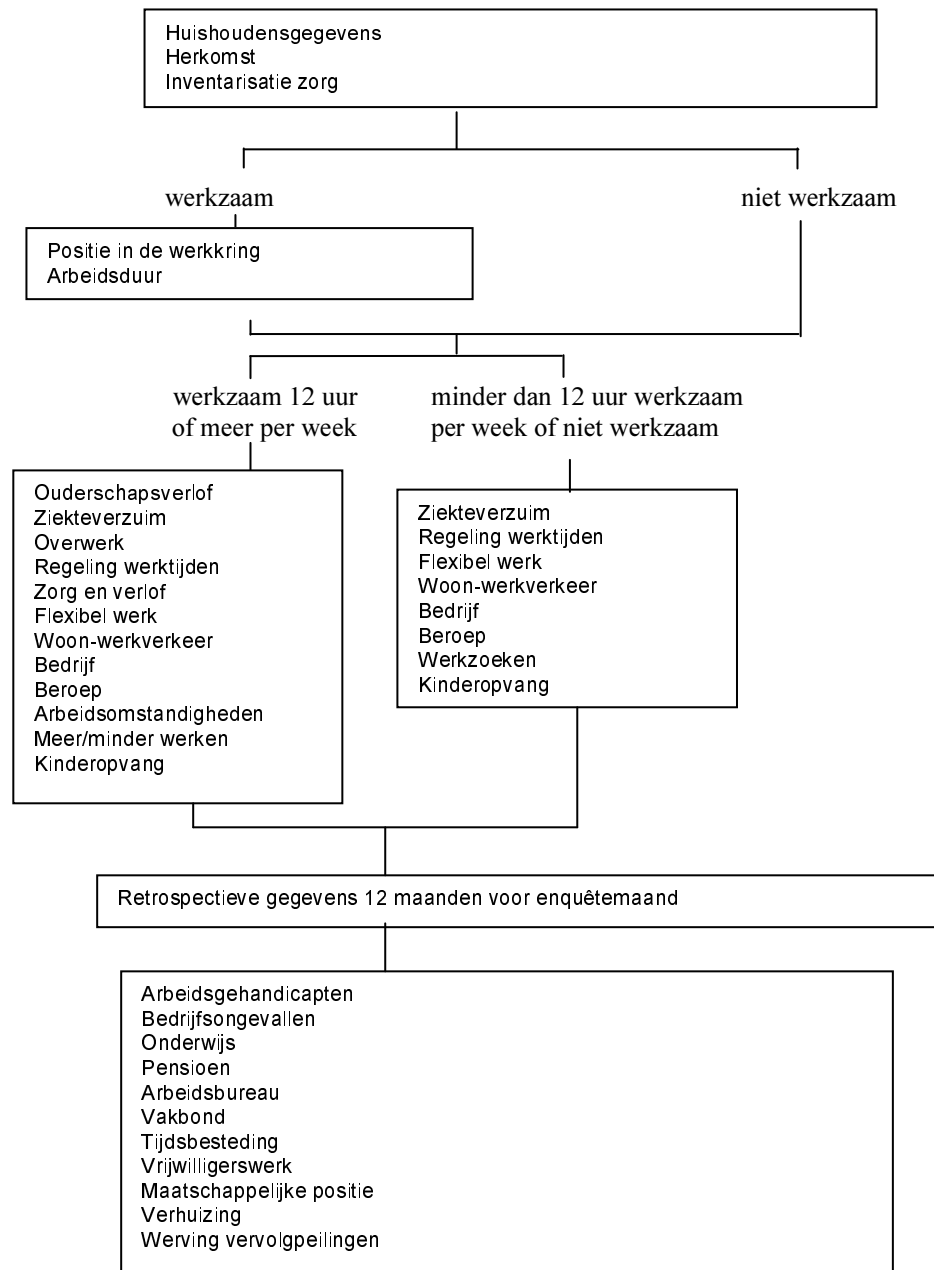 Huishoudensgegevens
Herkomst
Inventarisatie zorg
werkzaam
niet werkzaam
Positie in de werkkring
Arbeidsduur
werkzaam 12 uur
of meer per week
minder dan 12 uur werkzaam
per week of niet werkzaam
Ouderschapsverlof
Ziekteverzuim
Overwerk
Regeling werktijden
Zorg en verlof
Flexibel werk
Woon-werkverkeer
Bedrijf
Beroep
Arbeidsomstandigheden
Meer/minder werken
Kinderopvang
Ziekteverzuim
Regeling werktijden
Flexibel werk
Woon-werkverkeer
Bedrijf
Beroep
Werkzoeken
Kinderopvang
Retrospectieve gegevens 12 maanden voor enquêtemaand
Arbeidsgehandicapten
Bedrijfsongevallen
Onderwijs
Pensioen
Arbeidsbureau
Vakbond
Tijdsbesteding
Vrijwilligerswerk
Maatschappelijke positie
Verhuizing
Werving vervolgpeilingen